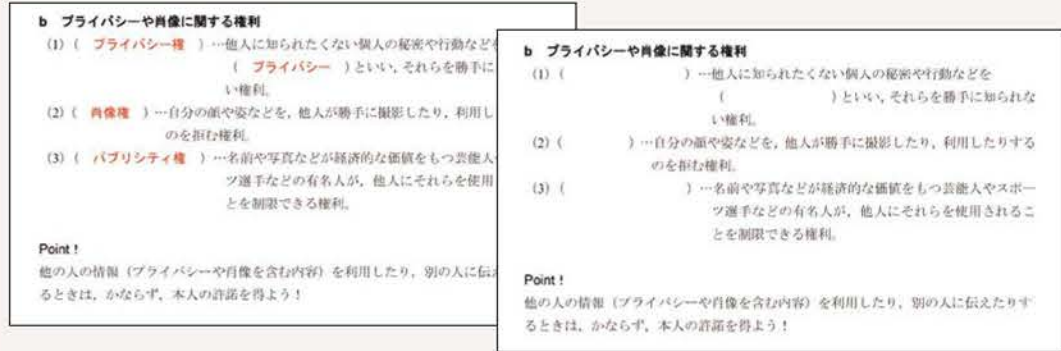 b プライバシーや肖像に関する権利
(1)( プライバシー権 )…他人に知られたくない個人の秘密や行動などを
( プライバシー )といい,それらを勝手に
い権利。
(2)( 肖像権 )…自分の顔や姿などを,他人が勝手に撮影したり,利用し
のを拒む権利。
(3)( パブリシティ権 )…名前や写真などが経済的な価値をもつ芸能人
ツ選手などの有名人が,他人にそれらを使用
とを制限できる権利。
Point!
他の人の情報(プライバシーや肖像を含む内容)を利用したり,別の人に伝え
るときは,かならず,本人の許諾を得よう!
b プライバシーや肖像に関する権利
(1)( )…他人に知られたくない個人の秘密や行動などを
( )といい,それらを勝手に知られな
い権利。
(2)( )…自分の顔や姿などを,他人が勝手に撮影したり,利用したりする
のを拒む権利。
(3)( )…名前や写真などが経済的な価値をもつ芸能人やスポー
ツ選手などの有名人が,他人にそれらを使用されるこ
とを制限できる権利。
Point!
他の人の情報(プライバシーや肖像を含む内容)を利用したり,別の人に伝えたりす
るときは,かならず,本人の許諾を得よう!